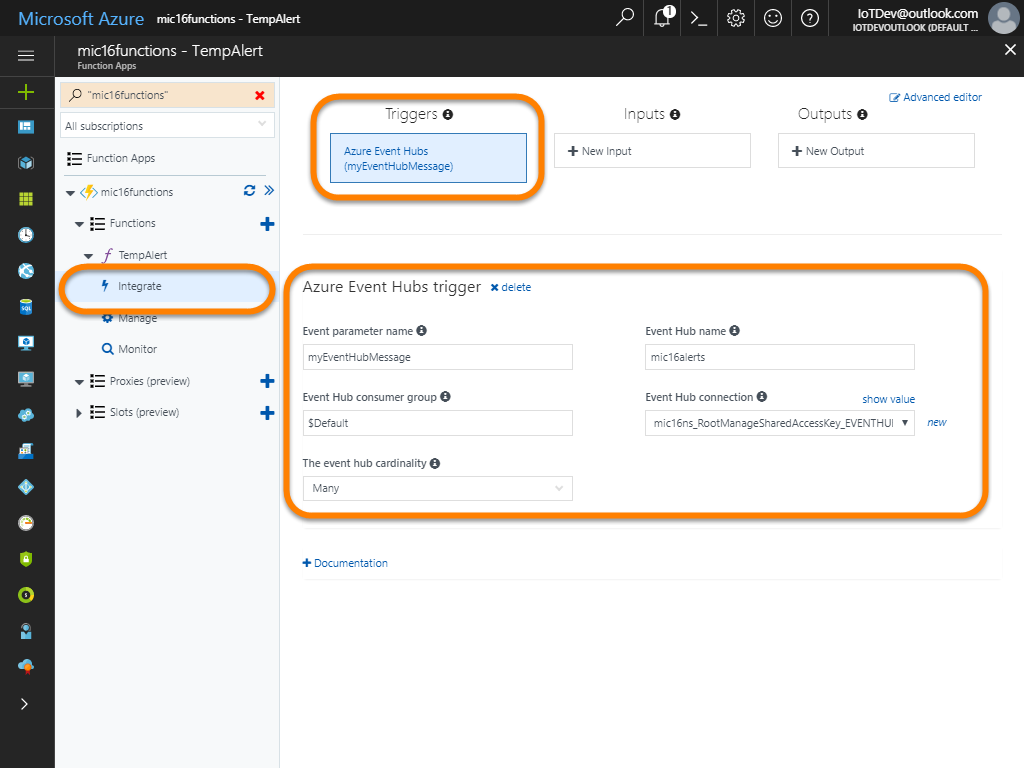 Microsoft Azure mic16functions - TempAlert
1
IoTDev@outlook.com
IOTDEVOUTLOOK (DEFAULT ...
mic16functions - TempAlert
Function Apps
"mic16functions"
All subscriptions
Function Apps
mic16functions
Functions
TempAlert
Integrate
Manage
Monitor
Proxies (preview)
Slots (preview)
Advanced editor
Triggers
Inputs
Outputs
Azure Event Hubs
(myEventHubMessage)
New Input
New Output
Azure Event Hubs trigger delete
Event parameter name
myEventHubMessage
Event Hub name
mic16alerts
Event Hub consumer group
$Default
Event Hub connection
show value
mic16ns_RootManageSharedAccessKey_EVENTHU
new
The event hub cardinality
Many
Documentation